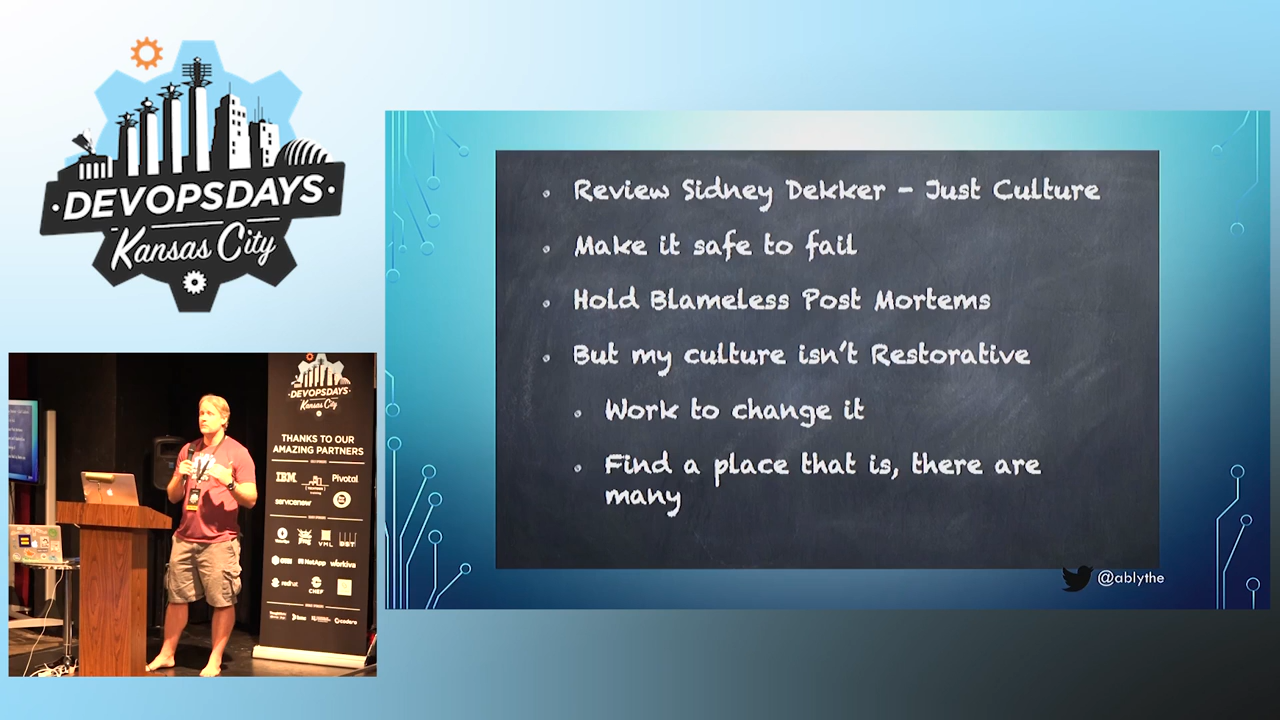 · DEVOPSDAYS ·
Kansas City
• Review Sidney Dekker – Just Culture
• Make it safe to fail
• Hold Blameless Post Mortems
• But my culture isn't Restorative
• Work to change it
• Find a place that is, there are
many
@ablythe
DEVOPSDAYS
Kansas City
THANKS TO OUR
AMAZING PARTNERS
IBM
Pivotal
servicenow
VML
NetApp
workiva
redhat
CHEF